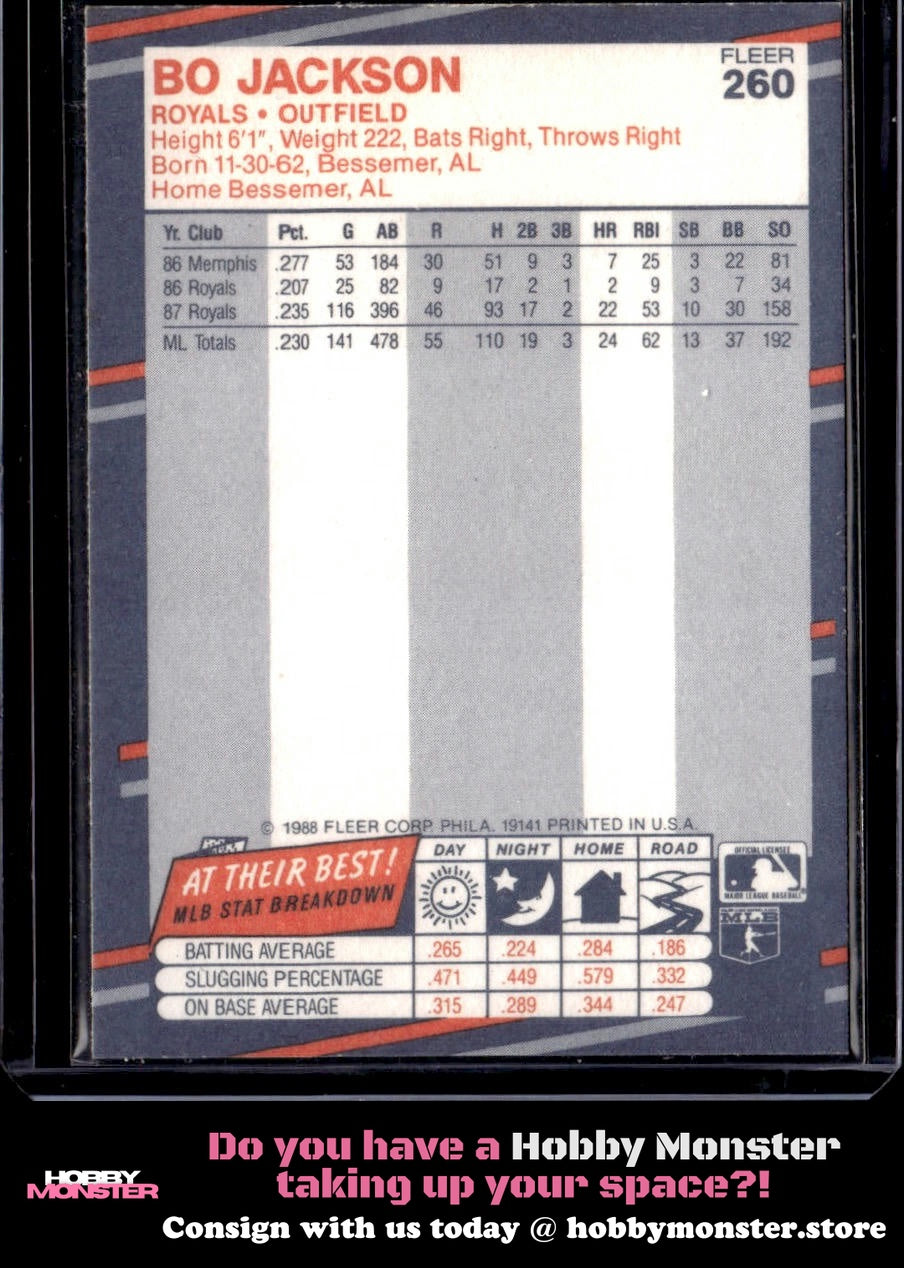 BO JACKSON
FLEER
260
ROYALS • OUTFIELD
Height 6'1", Weight 222, Bats Right, Throws Right
Born 11-30-62, Bessemer, AL
Home Bessemer, AL
Yr. Club Pct. G AB R H 2B 3B HR RBI SB BB SO
86 Memphis .277 53 184 30 51 9 3 7 25 3 22 81
86 Royals .207 25 82 9 17 2 1 2 9 3 7 34
87 Royals .235 116 396 46 93 17 2 22 53 10 30 158
ML Totals .230 141 478 55 110 19 3 24 62 13 37 192
© 1988 FLEER CORP. PHILA. 19141 PRINTED IN U.S.A.
AT THEIR BEST!
MLB STAT BREAKDOWN
DAY NIGHT HOME ROAD
OFFICIAL LICENSEE
MAJOR LEAGUE BASEBALL
MLB
BATTING AVERAGE .265 .224 .284 .186
SLUGGING PERCENTAGE .471 .449 .579 .332
ON BASE AVERAGE .315 .289 .344 .247
Do you have a Hobby Monster
taking up your space?!
HOBBY
MONSTER
Consign with us today @ hobbymonster.store